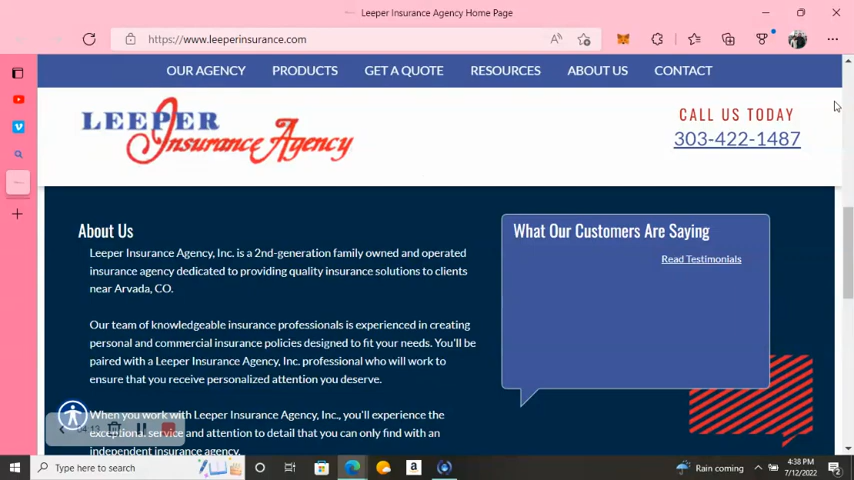 Leeper Insurance Agency Home Page
https://www.leeperinsurance.com
OUR AGENCY PRODUCTS GET A QUOTE RESOURCES ABOUT US CONTACT
LEEPER Insurance Agency
CALL US TODAY
303-422-1487
About Us
Leeper Insurance Agency, Inc. is a 2nd-generation family owned and operated
insurance agency dedicated to providing quality insurance solutions to clients
near Arvada, CO.
Our team of knowledgeable insurance professionals is experienced in creating
personal and commercial insurance policies designed to fit your needs. You'll be
paired with a Leeper Insurance Agency, Inc. professional who will work to
ensure that you receive personalized attention you deserve.
When you work with Leeper Insurance Agency, Inc., you'll experience the
exceptional service and attention to detail that you can only find with an
independent insurance agency.
What Our Customers Are Saying
Read Testimonials
Type here to search
Rain coming
4:38 PM
7/12/2022